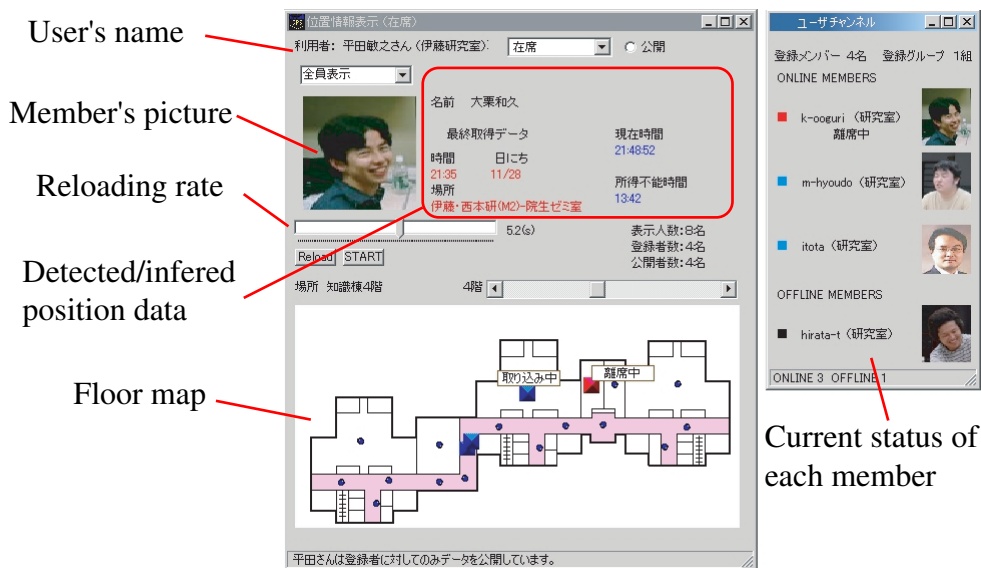 User's name
Member's picture
Reloading rate
Detected/infered
position data
Floor map
位置情報表示(在席)
利用者: 平田敏之さん (伊藤研究室):
在席
公開
全員表示
名前 大栗和久
最終取得データ
現在時間
時間 日にち
21:48:52
21:35 11/28
場所
所得不能時間
伊藤・西本研(M2)-院生ゼミ室
13:42
5.2(s)
表示人数:8名
登録者数:4名
公開者数:4名
Reload START
場所 知識棟4階 4階
取り込み中
離席中
平田さんは登録者に対してのみデータを公開しています。
ユーザチャンネル
登録メンバー 4名 登録グループ 1組
ONLINE MEMBERS
k-ooguri (研究室)
離席中
m-hyoudo (研究室)
itota (研究室)
OFFLINE MEMBERS
hirata-t (研究室)
ONLINE 3 OFFLINE 1
Current status of
each member